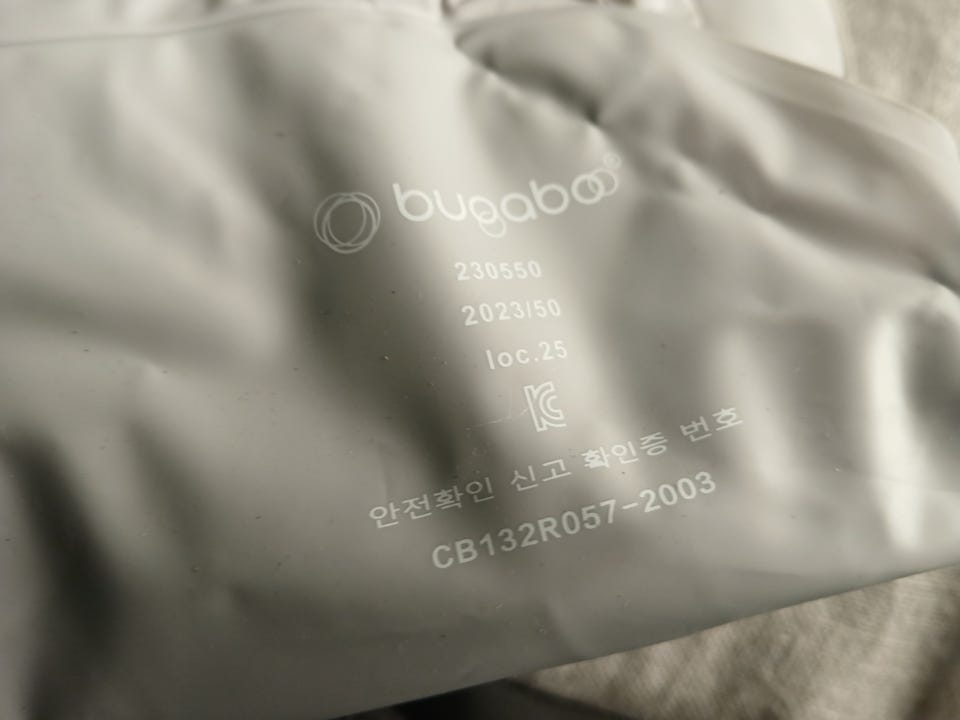 bugaboo®
230550
2023/50
loc.25
안전확인 신고 확인증 번호
CB132R057-2003